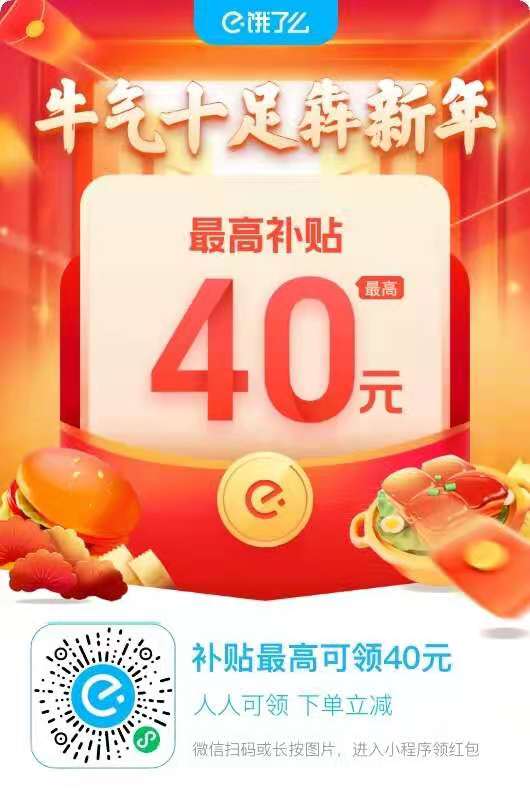 饿了么
牛气十足犇新年
最高补贴
40元
最高
补贴最高可领40元
人人可领 下单立减
微信扫码或长按图片，进入小程序领红包